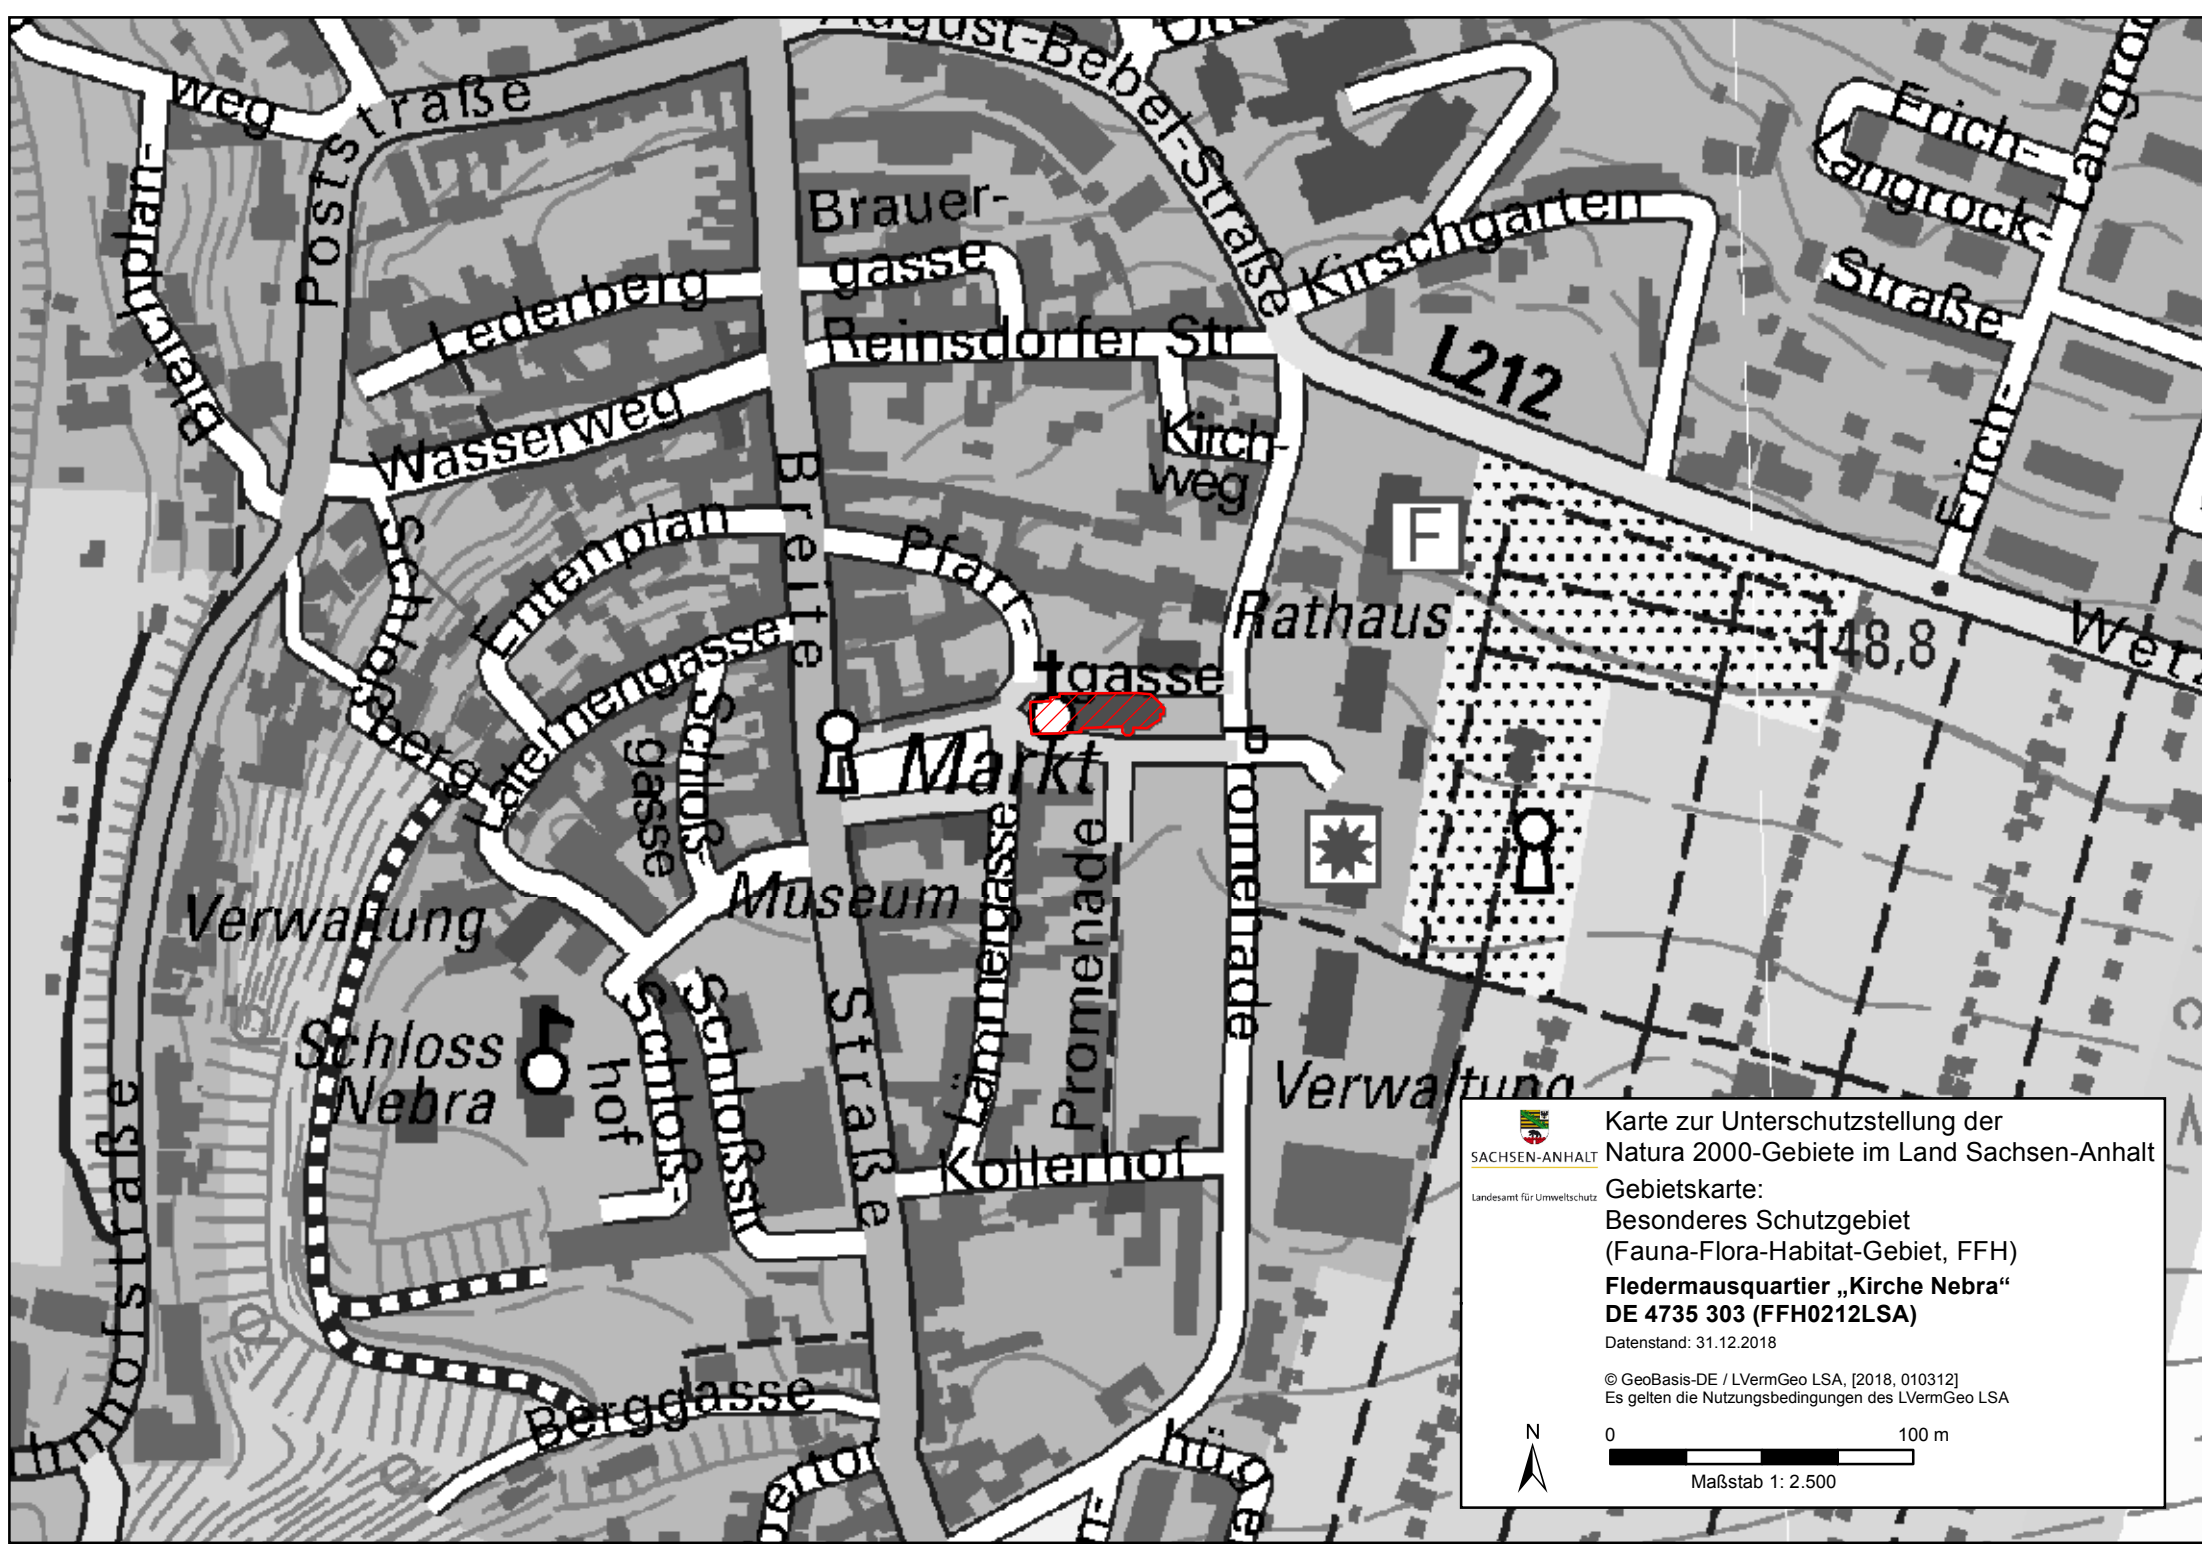 August-Bebel-Straße
weg
Poststraße
Bleichplan-
Brauer-
gasse
Lederberg
Reinsdorfer Str
Kirschgarten
L212
Erich-
Langrock-
Straße
Erich-
Wasserweg
Kirch-
weg
Breite
Straße
Entenplan
Pfarr-
gasse
F
Rathaus
148,8
Schloßberg
Laternengasse
Schloß-
gasse
Markt
Museum
Lämmergasse
Promenade
Promenade
Verwaltung
Schloss
Nebra
Schloß-
hof
Schloßstr
Kollerhof
Verwaltung
Berggasse
SACHSEN-ANHALT
Landesamt für Umweltschutz
Karte zur Unterschutzstellung der
Natura 2000-Gebiete im Land Sachsen-Anhalt
Gebietskarte:
Besonderes Schutzgebiet
(Fauna-Flora-Habitat-Gebiet, FFH)
Fledermausquartier „Kirche Nebra“
DE 4735 303 (FFH0212LSA)
Datenstand: 31.12.2018
© GeoBasis-DE / LVermGeo LSA, [2018, 010312]
Es gelten die Nutzungsbedingungen des LVermGeo LSA
N
0 100 m
Maßstab 1: 2.500